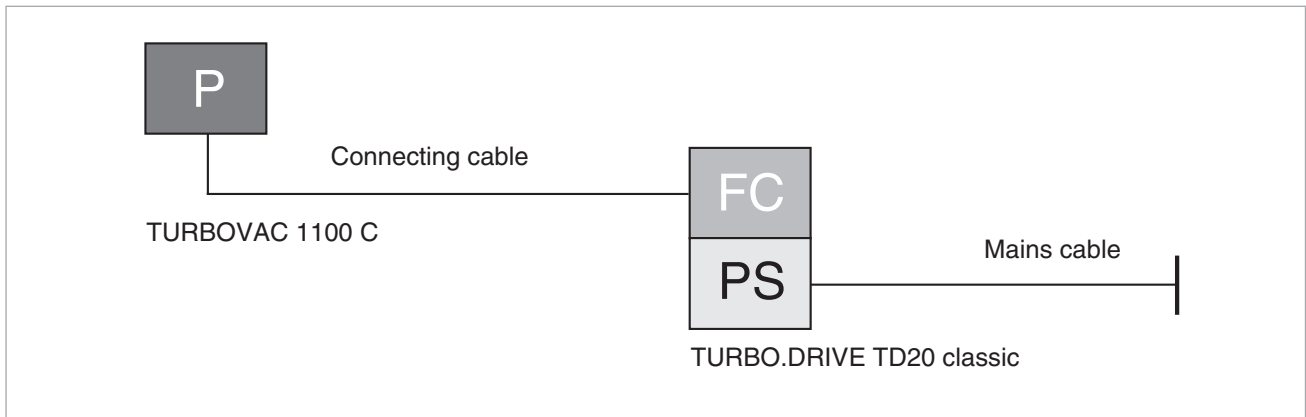 P
Connecting cable
FC
TURBOVAC 1100 C
Mains cable
PS
TURBO.DRIVE TD20 classic